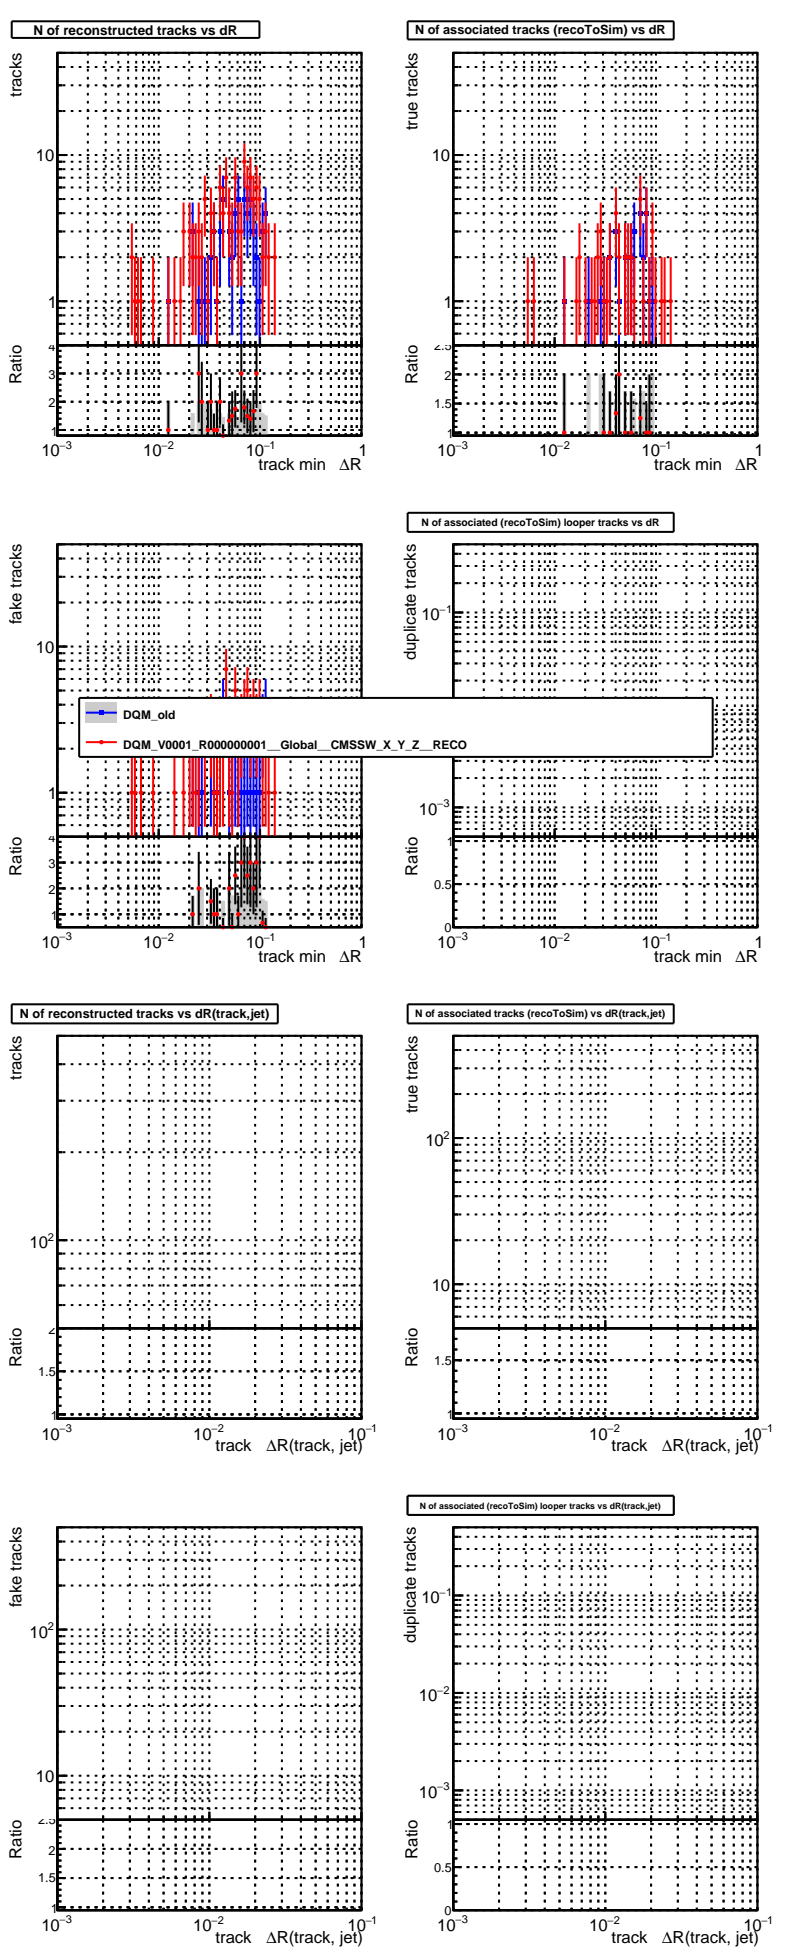 N of reconstructed tracks vs dR
tracks
10
1
Ratio
4
3
2
1
10−3
10−2
10−1
1
track min ΔR
N of associated tracks (recoToSim) vs dR
true tracks
10
1
Ratio
2.5
2
1.5
1
10−3
10−2
10−1
1
track min ΔR
fake tracks
10
1
Ratio
4
3
2
1
10−3
10−2
10−1
1
track min ΔR
N of associated (recoToSim) looper tracks vs dR
duplicate tracks
10−1
10−3
Ratio
1
0.5
0
10−3
10−2
10−1
1
track min ΔR
DQM_old
DQM_V0001_R000000001__Global__CMSSW_X_Y_Z__RECO
N of reconstructed tracks vs dR(track,jet)
tracks
102
Ratio
2
1.5
1
10−3
10−2
10−1
track ΔR(track, jet)
N of associated tracks (recoToSim) vs dR(track,jet)
true tracks
102
10
Ratio
1.5
1
10−3
10−2
10−1
track ΔR(track, jet)
fake tracks
102
10
Ratio
2.5
2
1.5
1
10−3
10−2
10−1
track ΔR(track, jet)
N of associated (recoToSim) looper tracks vs dR(track,jet)
duplicate tracks
10−1
10−2
10−3
Ratio
1
0.5
0
10−3
10−2
10−1
track ΔR(track, jet)